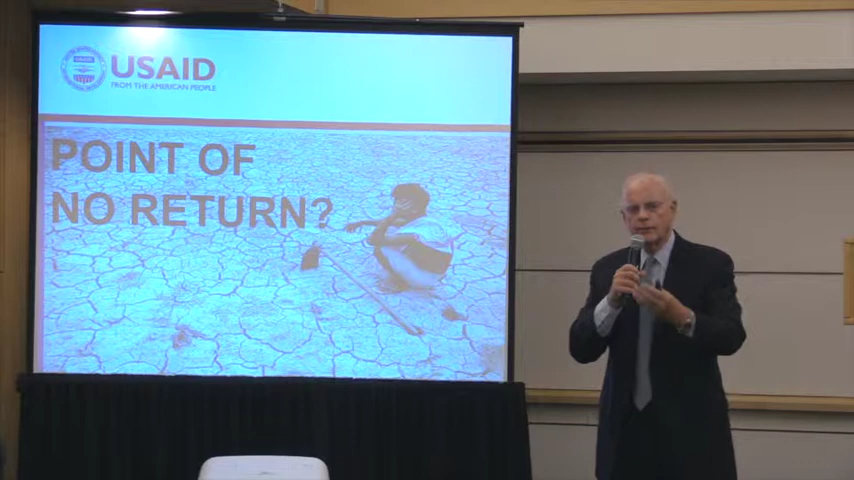 USAID
FROM THE AMERICAN PEOPLE
POINT OF
NO RETURN?